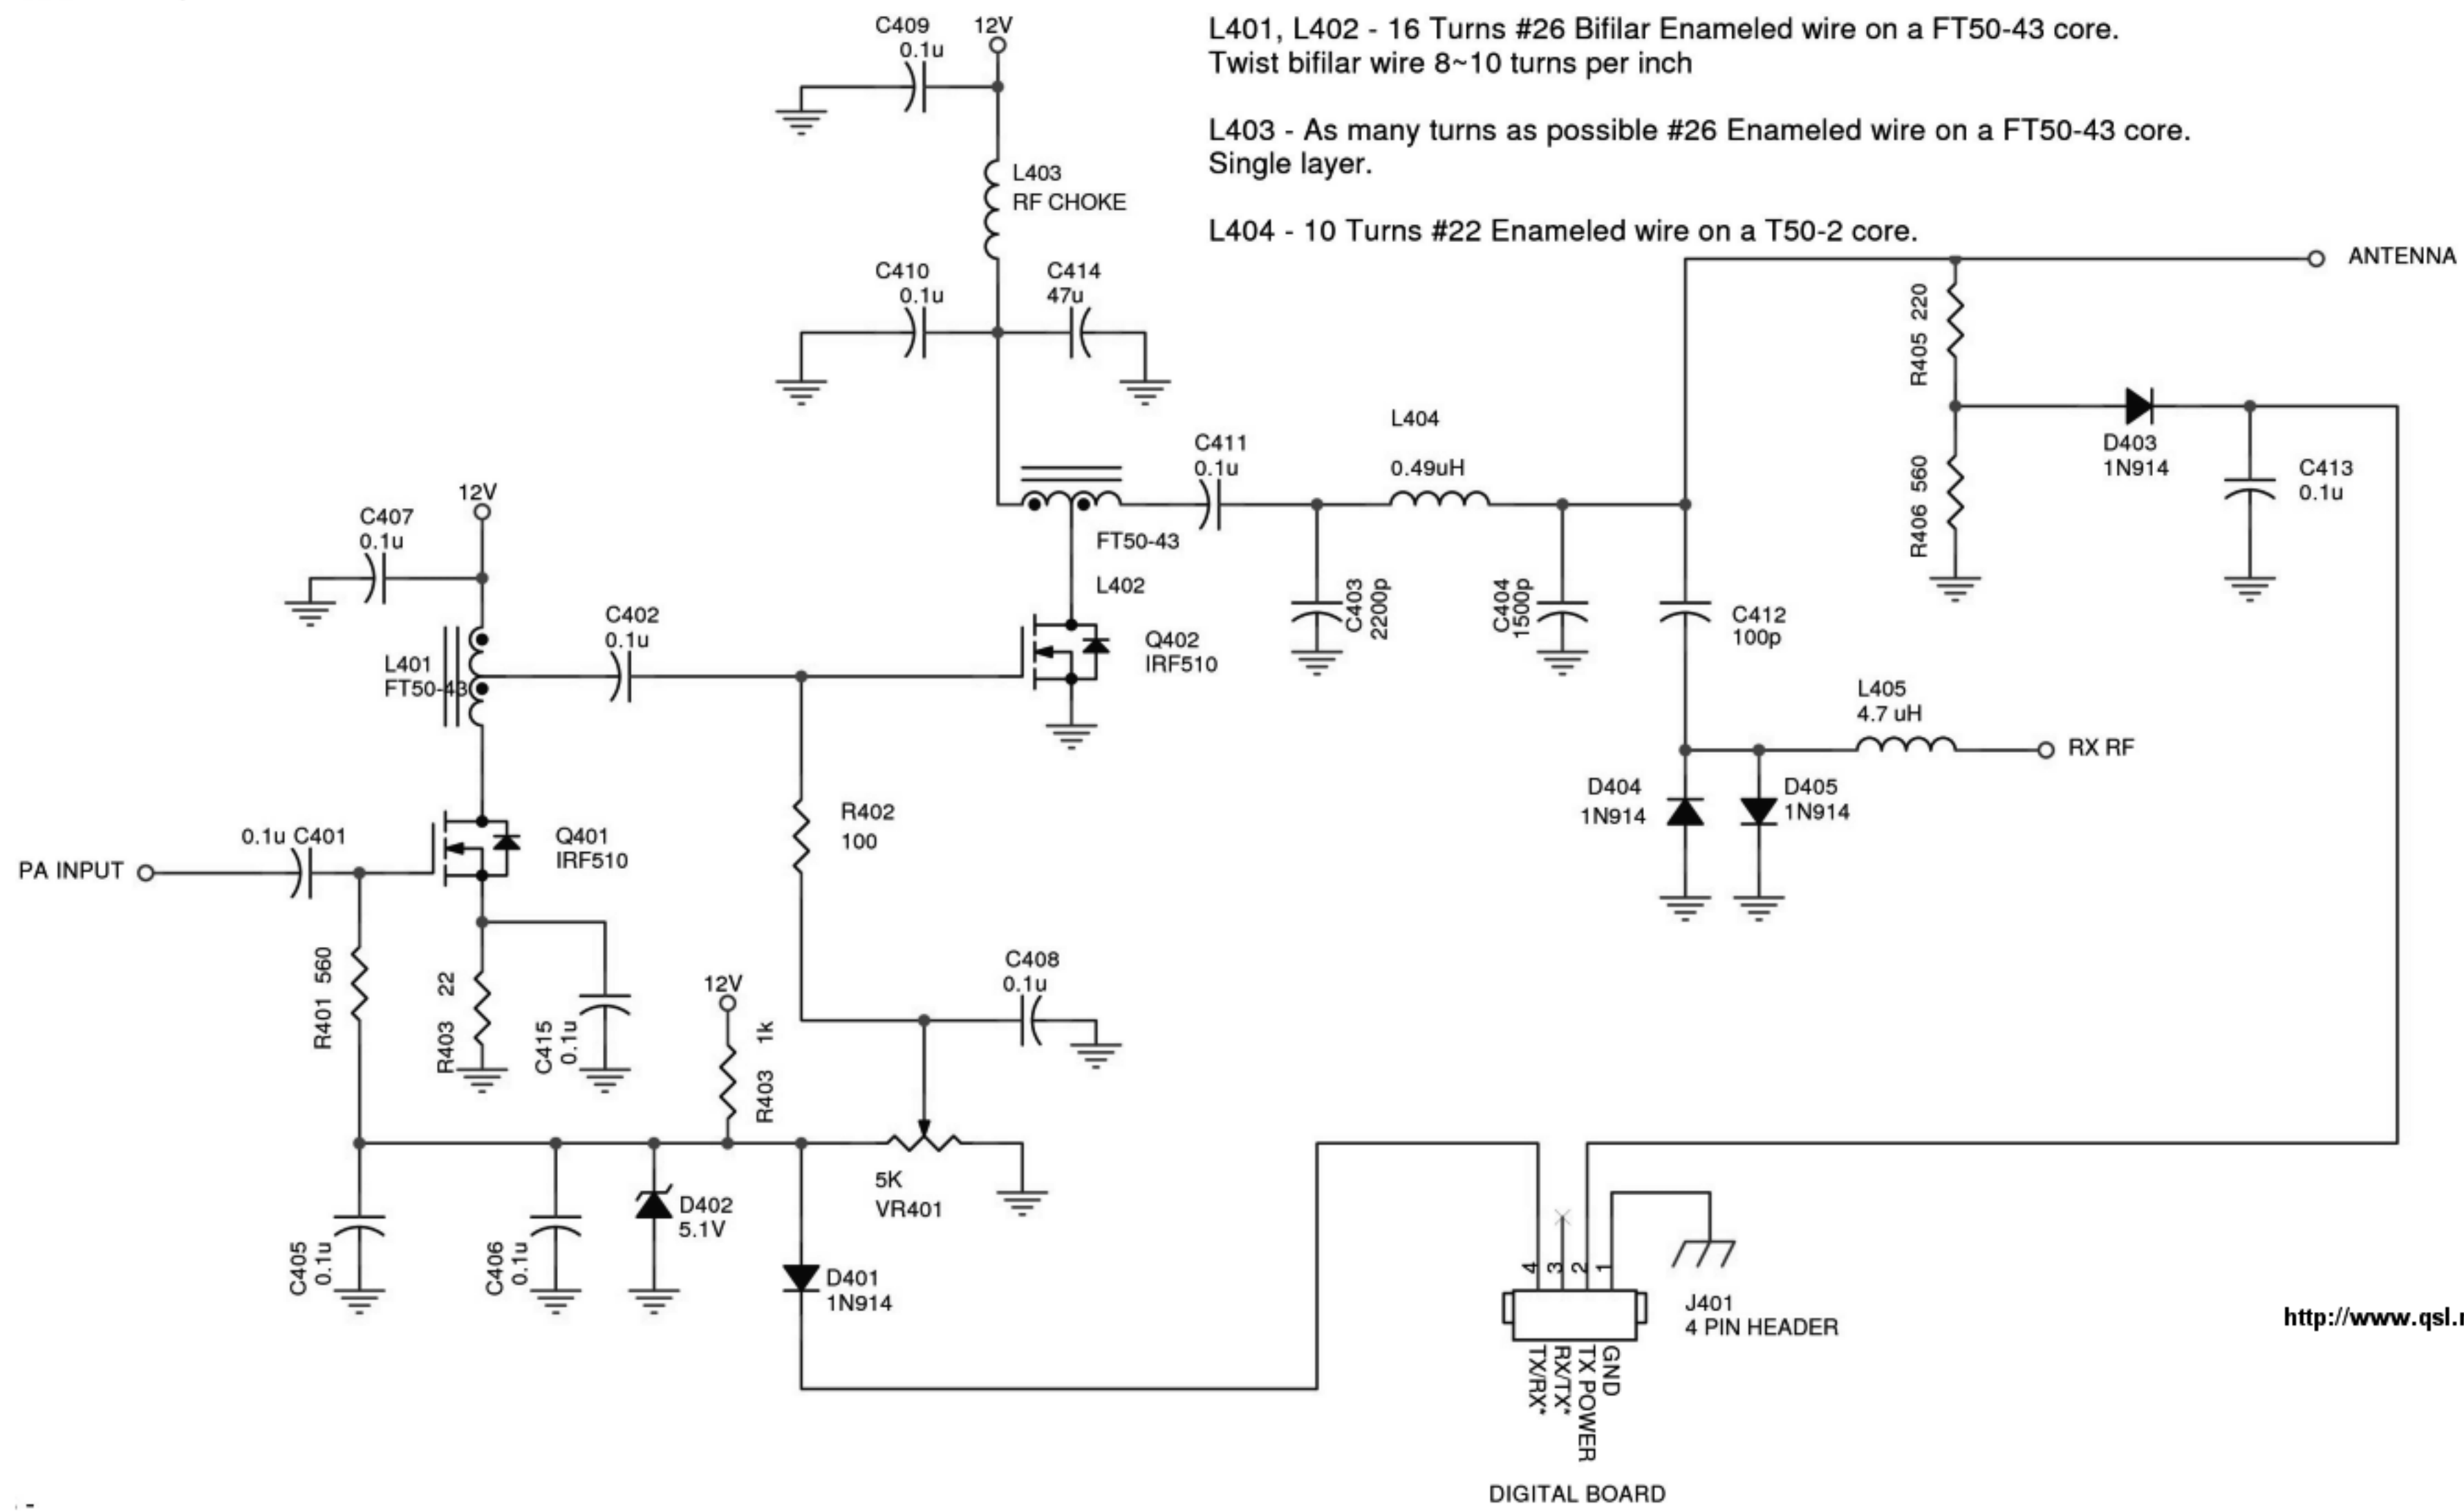 C409
0.1u
12V
L401, L402 - 16 Turns #26 Bifilar Enameled wire on a FT50-43 core.
Twist bifilar wire 8~10 turns per inch
L403 - As many turns as possible #26 Enameled wire on a FT50-43 core.
Single layer.
L404 - 10 Turns #22 Enameled wire on a T50-2 core.
L403
RF CHOKE
C410
0.1u
C414
47u
ANTENNA
R405 220
L404
0.49uH
C411
0.1u
D403
1N914
C413
0.1u
R406 560
12V
C407
0.1u
FT50-43
L402
C403
2200p
C404
1500p
C412
100p
C402
0.1u
L401
FT50-43
Q402
IRF510
L405
4.7 uH
RX RF
D404
1N914
D405
1N914
R402
100
0.1u C401
Q401
IRF510
PA INPUT
R401 560
R403 22
C415
0.1u
12V
R403 1k
C408
0.1u
5K
VR401
D402
5.1V
C405
0.1u
C406
0.1u
D401
1N914
4
3
2
1
J401
4 PIN HEADER
TX/RX*
RX/TX*
TX POWER
GND
DIGITAL BOARD
http://www.qsl.